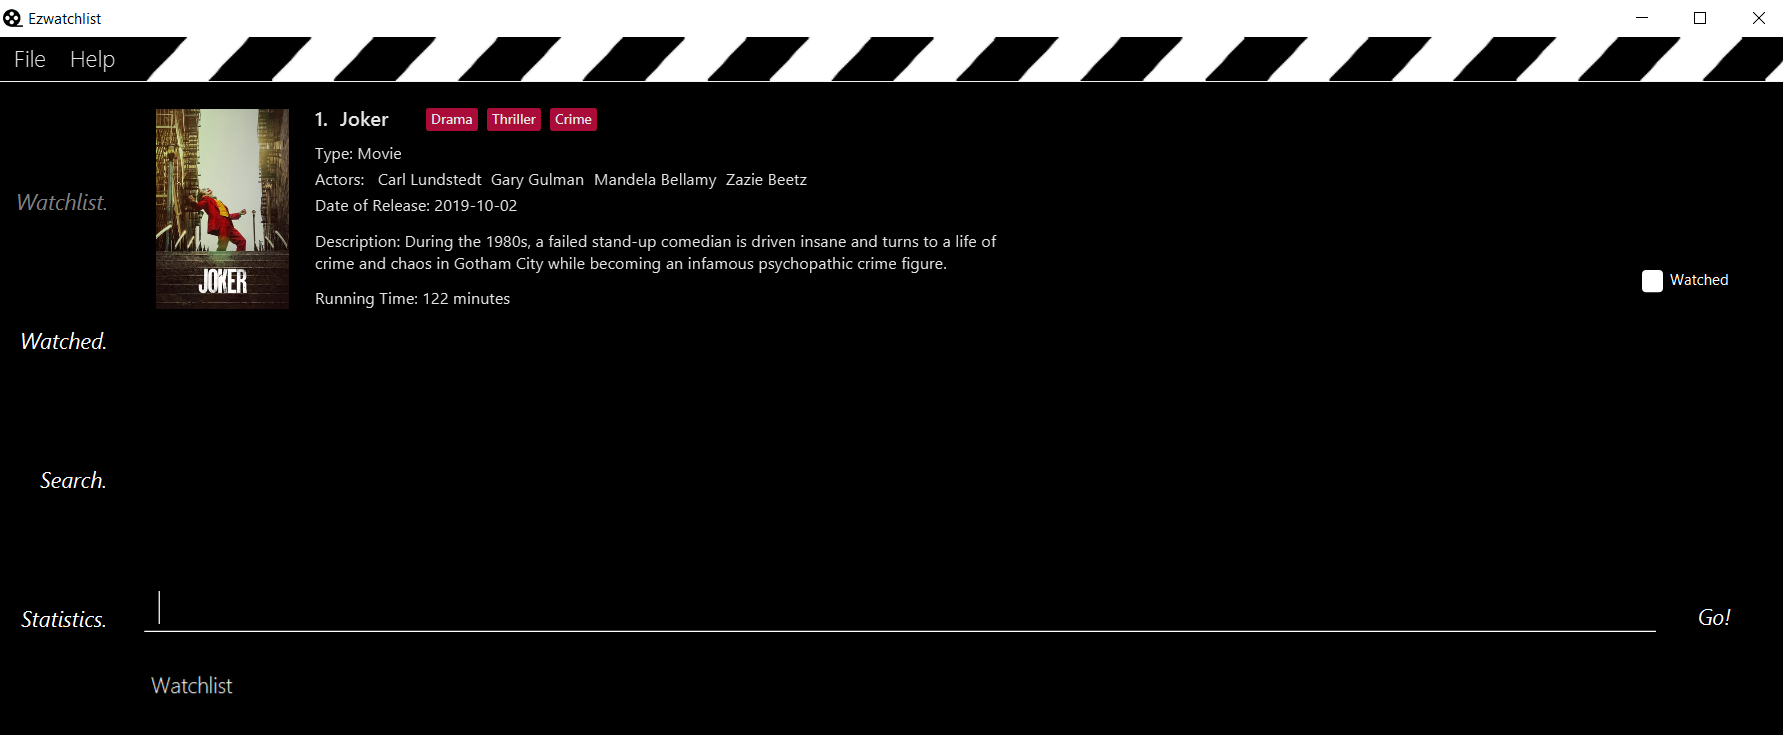 Ezwatchlist
File Help
1. Joker Drama Thriller Crime
Type: Movie
Actors: Carl Lundstedt Gary Gulman Mandela Bellamy Zazie Beetz
Date of Release: 2019-10-02
Description: During the 1980s, a failed stand-up comedian is driven insane and turns to a life of
crime and chaos in Gotham City while becoming an infamous psychopathic crime figure.
Running Time: 122 minutes
JOKER
Watched
Watchlist.
Watched.
Search.
Statistics.
Go!
Watchlist